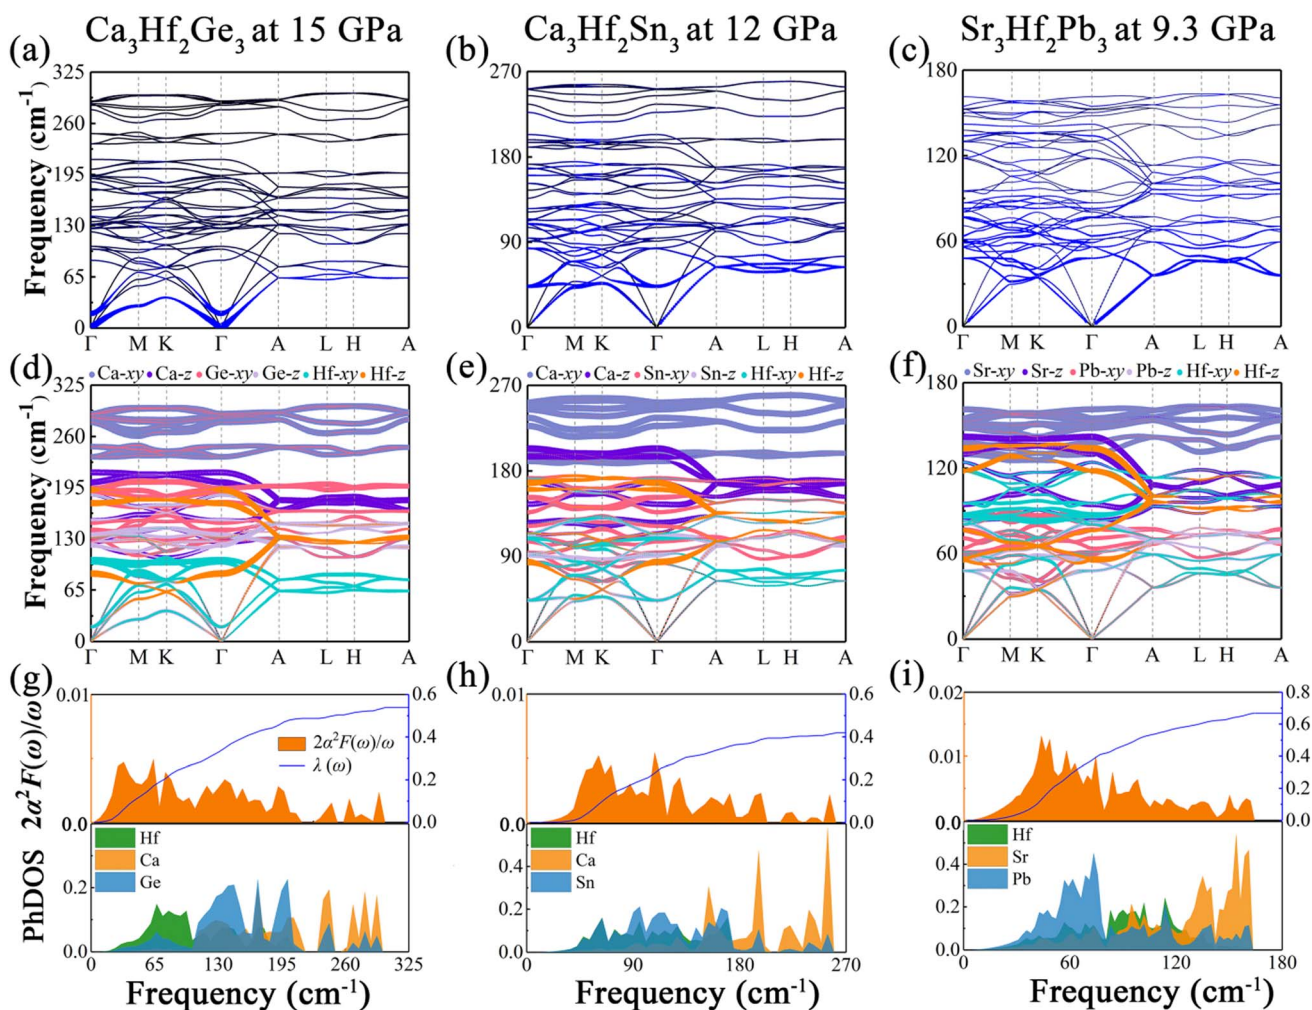 Ca₃Hf₂Ge₃ at 15 GPa
Ca₃Hf₂Sn₃ at 12 GPa
Sr₃Hf₂Pb₃ at 9.3 GPa
(a)
Frequency (cm⁻¹)
325
260
195
130
65
0
Γ M K Γ A L H A
(b)
270
180
90
0
Γ M K Γ A L H A
(c)
180
120
60
0
Γ M K Γ A L H A
(d)
Ca-xy Ca-z Ge-xy Ge-z Hf-xy Hf-z
Frequency (cm⁻¹)
325
260
195
130
65
0
Γ M K Γ A L H A
(e)
Ca-xy Ca-z Sn-xy Sn-z Hf-xy Hf-z
270
180
90
0
Γ M K Γ A L H A
(f)
Sr-xy Sr-z Pb-xy Pb-z Hf-xy Hf-z
180
120
60
0
Γ M K Γ A L H A
(g)
2α²F(ω)/ω
0.01
0.0
2α²F(ω)/ω
λ (ω)
0.6
0.4
0.2
0.0
PhDOS
Hf
Ca
Ge
0.2
0.0
0 65 130 195 260 325
Frequency (cm⁻¹)
(h)
0.01
0.0
0.6
0.4
0.2
0.0
Hf
Ca
Sn
0.4
0.2
0.0
0 90 180 270
Frequency (cm⁻¹)
(i)
0.02
0.01
0.0
0.8
0.6
0.4
0.2
0.0
Hf
Sr
Pb
0.4
0.2
0.0
0 60 120 180
Frequency (cm⁻¹)